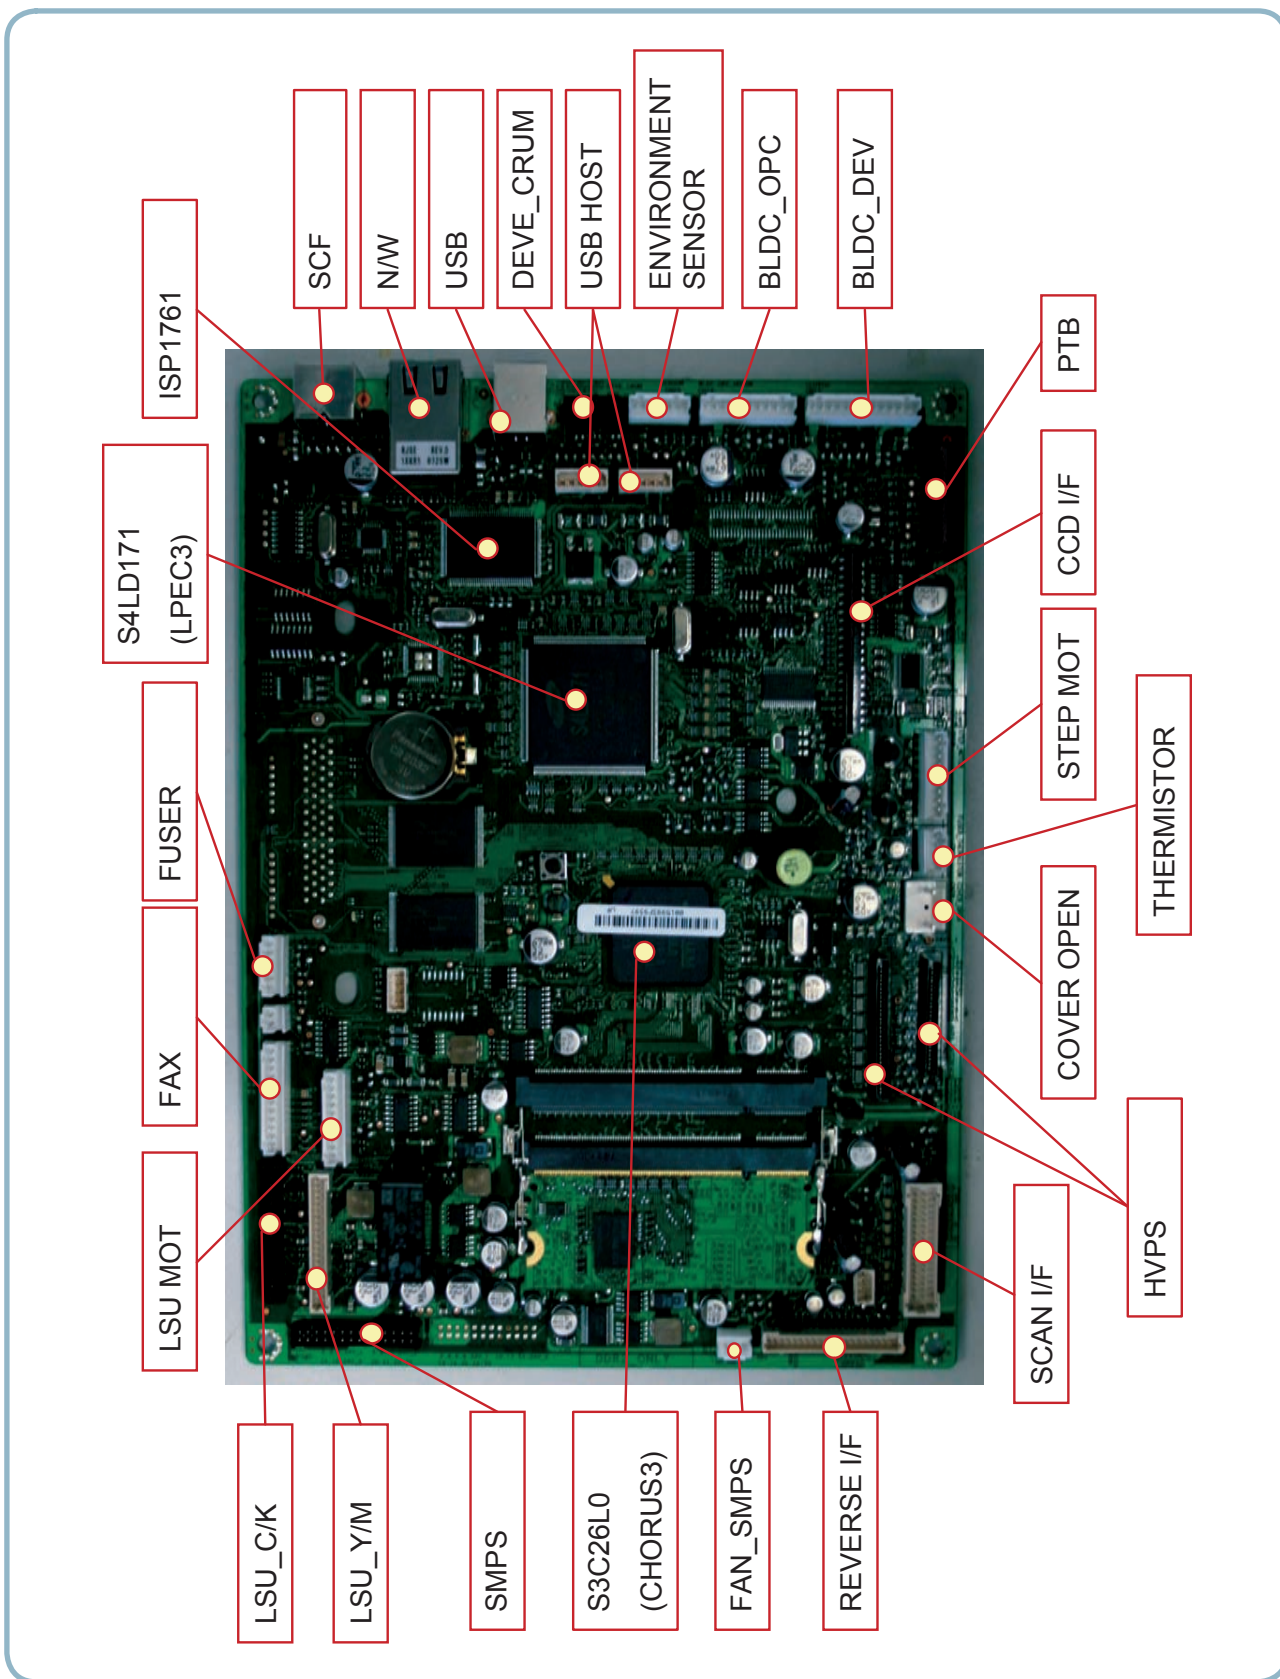 ISP1761
SCF
N/W
USB
DEVE_CRUM
USB HOST
ENVIRONMENT
SENSOR
BLDC_OPC
BLDC_DEV
S4LD171
(LPEC3)
PTB
CCD I/F
STEP MOT
THERMISTOR
COVER OPEN
HVPS
SCAN I/F
FUSER
FAX
LSU MOT
LSU_C/K
LSU_Y/M
SMPS
S3C26L0
(CHORUS3)
FAN_SMPS
REVERSE I/F